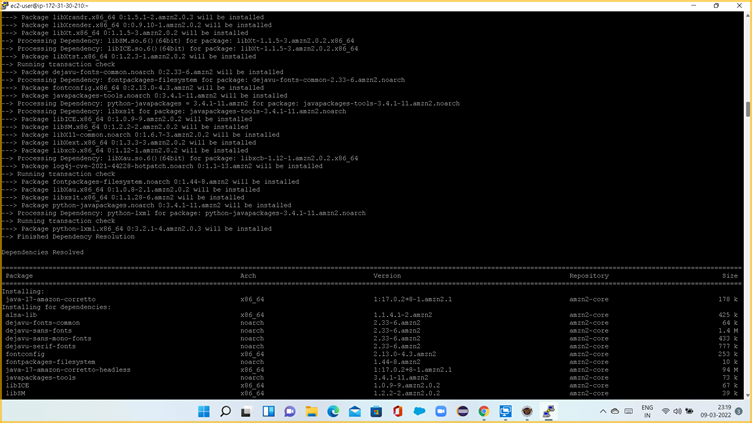 ec2-user@ip-172-31-30-210:~
---> Package libXrandr.x86_64 0:1.5.1-2.amzn2.0.3 will be installed
---> Package libXrender.x86_64 0:0.9.10-1.amzn2.0.2 will be installed
---> Package libXt.x86_64 0:1.1.5-3.amzn2.0.2 will be installed
--> Processing Dependency: libSM.so.6()(64bit) for package: libXt-1.1.5-3.amzn2.0.2.x86_64
--> Processing Dependency: libICE.so.6()(64bit) for package: libXt-1.1.5-3.amzn2.0.2.x86_64
---> Package libXtst.x86_64 0:1.2.3-1.amzn2.0.2 will be installed
--> Running transaction check
---> Package dejavu-fonts-common.noarch 0:2.33-6.amzn2 will be installed
--> Processing Dependency: fontpackages-filesystem for package: dejavu-fonts-common-2.33-6.amzn2.noarch
---> Package fontconfig.x86_64 0:2.13.0-4.3.amzn2 will be installed
---> Package javapackages-tools.noarch 0:3.4.1-11.amzn2 will be installed
--> Processing Dependency: python-javapackages = 3.4.1-11.amzn2 for package: javapackages-tools-3.4.1-11.amzn2.noarch
--> Processing Dependency: libxslt for package: javapackages-tools-3.4.1-11.amzn2.noarch
---> Package libICE.x86_64 0:1.0.9-9.amzn2.0.2 will be installed
---> Package libSM.x86_64 0:1.2.2-2.amzn2.0.2 will be installed
---> Package libX11-common.noarch 0:1.6.7-3.amzn2.0.2 will be installed
---> Package libXext.x86_64 0:1.3.3-3.amzn2.0.2 will be installed
---> Package libxcb.x86_64 0:1.12-1.amzn2.0.2 will be installed
--> Processing Dependency: libXau.so.6()(64bit) for package: libxcb-1.12-1.amzn2.0.2.x86_64
---> Package log4j-cve-2021-44228-hotpatch.noarch 0:1.1-13.amzn2 will be installed
--> Running transaction check
---> Package fontpackages-filesystem.noarch 0:1.44-8.amzn2 will be installed
---> Package libXau.x86_64 0:1.0.8-2.1.amzn2.0.2 will be installed
---> Package libxslt.x86_64 0:1.1.28-6.amzn2 will be installed
---> Package python-javapackages.noarch 0:3.4.1-11.amzn2 will be installed
--> Processing Dependency: python-lxml for package: python-javapackages-3.4.1-11.amzn2.noarch
--> Running transaction check
---> Package python-lxml.x86_64 0:3.2.1-4.amzn2.0.3 will be installed
--> Finished Dependency Resolution
Dependencies Resolved
Package Arch Version Repository Size
Installing:
java-17-amazon-corretto x86_64 1:17.0.2+8-1.amzn2.1 amzn2-core 178 k
Installing for dependencies:
alsa-lib x86_64 1.1.4.1-2.amzn2 amzn2-core 425 k
dejavu-fonts-common noarch 2.33-6.amzn2 amzn2-core 64 k
dejavu-sans-fonts noarch 2.33-6.amzn2 amzn2-core 1.4 M
dejavu-sans-mono-fonts noarch 2.33-6.amzn2 amzn2-core 433 k
dejavu-serif-fonts noarch 2.33-6.amzn2 amzn2-core 777 k
fontconfig x86_64 2.13.0-4.3.amzn2 amzn2-core 253 k
fontpackages-filesystem noarch 1.44-8.amzn2 amzn2-core 10 k
java-17-amazon-corretto-headless x86_64 1:17.0.2+8-1.amzn2.1 amzn2-core 94 M
javapackages-tools noarch 3.4.1-11.amzn2 amzn2-core 73 k
libICE x86_64 1.0.9-9.amzn2.0.2 amzn2-core 67 k
libSM x86_64 1.2.2-2.amzn2.0.2 amzn2-core 39 k
ENG 23:19
IN 09-03-2022